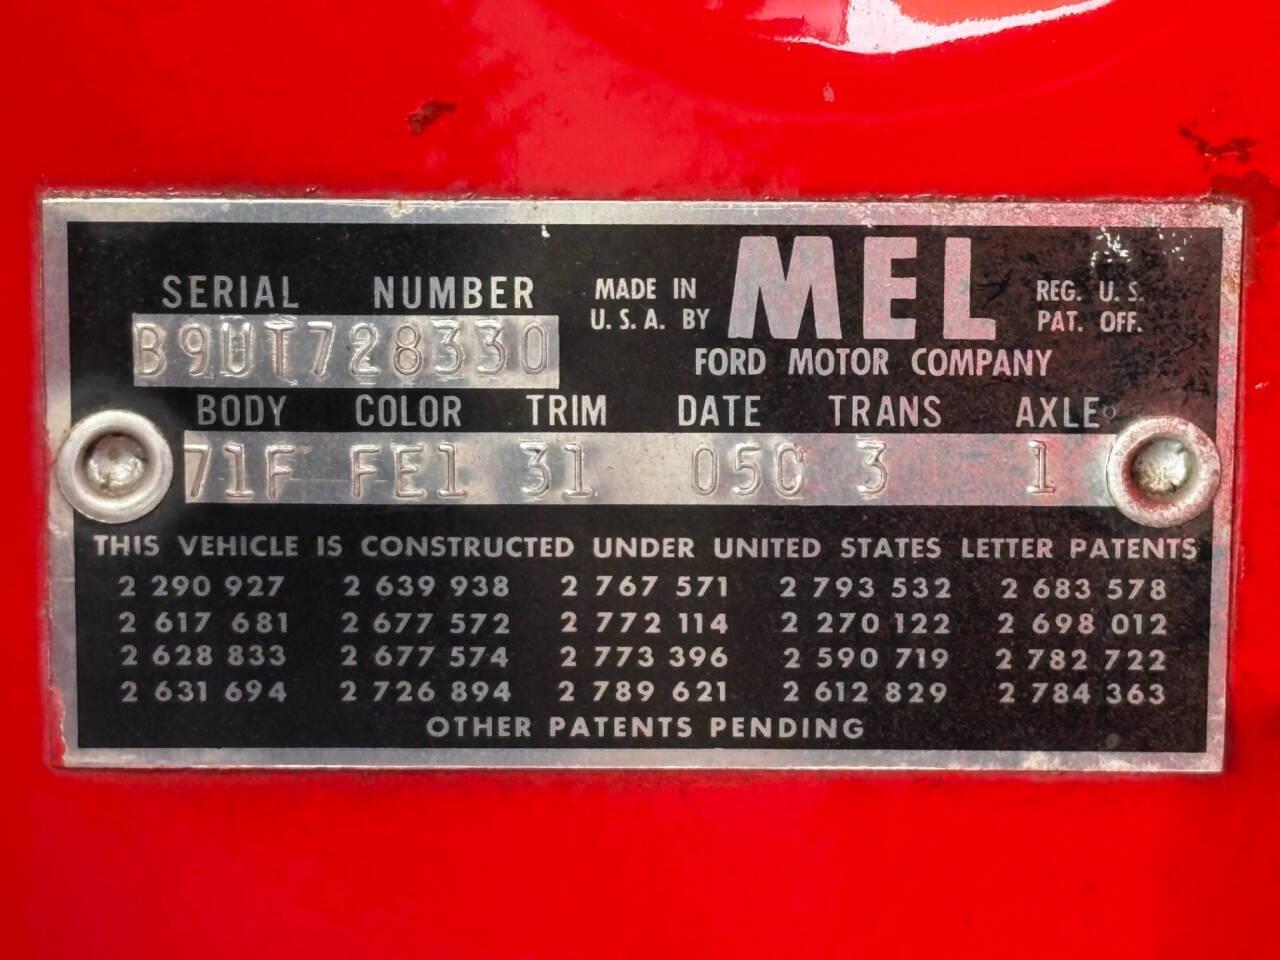 SERIAL NUMBER
B9UT728330
MADE IN
U. S. A. BY
MEL
REG. U. S.
PAT. OFF.
FORD MOTOR COMPANY
BODY COLOR TRIM DATE TRANS AXLE
71F FE1 31 05C 3 1
THIS VEHICLE IS CONSTRUCTED UNDER UNITED STATES LETTER PATENTS
2 290 927 2 639 938 2 767 571 2 793 532 2 683 578
2 617 681 2 677 572 2 772 114 2 270 122 2 698 012
2 628 833 2 677 574 2 773 396 2 590 719 2 782 722
2 631 694 2 726 894 2 789 621 2 612 829 2 784 363
OTHER PATENTS PENDING